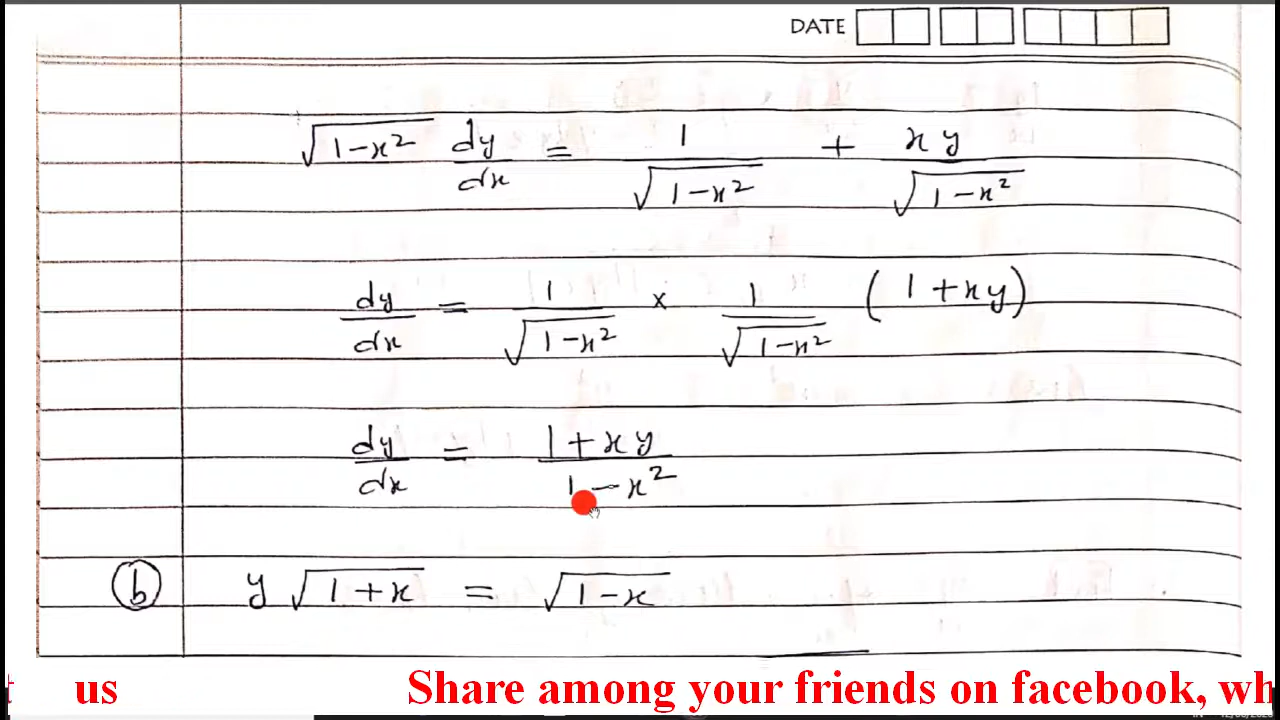 DATE
√(1-x²) dy/dx = 1/√(1-x²) + xy/√(1-x²)
dy/dx = 1/√(1-x²) × 1/√(1-x²) (1+xy)
dy/dx = (1+xy)/(1-x²)
(b) y√(1+x) = √(1-x)
us Share among your friends on facebook, wh